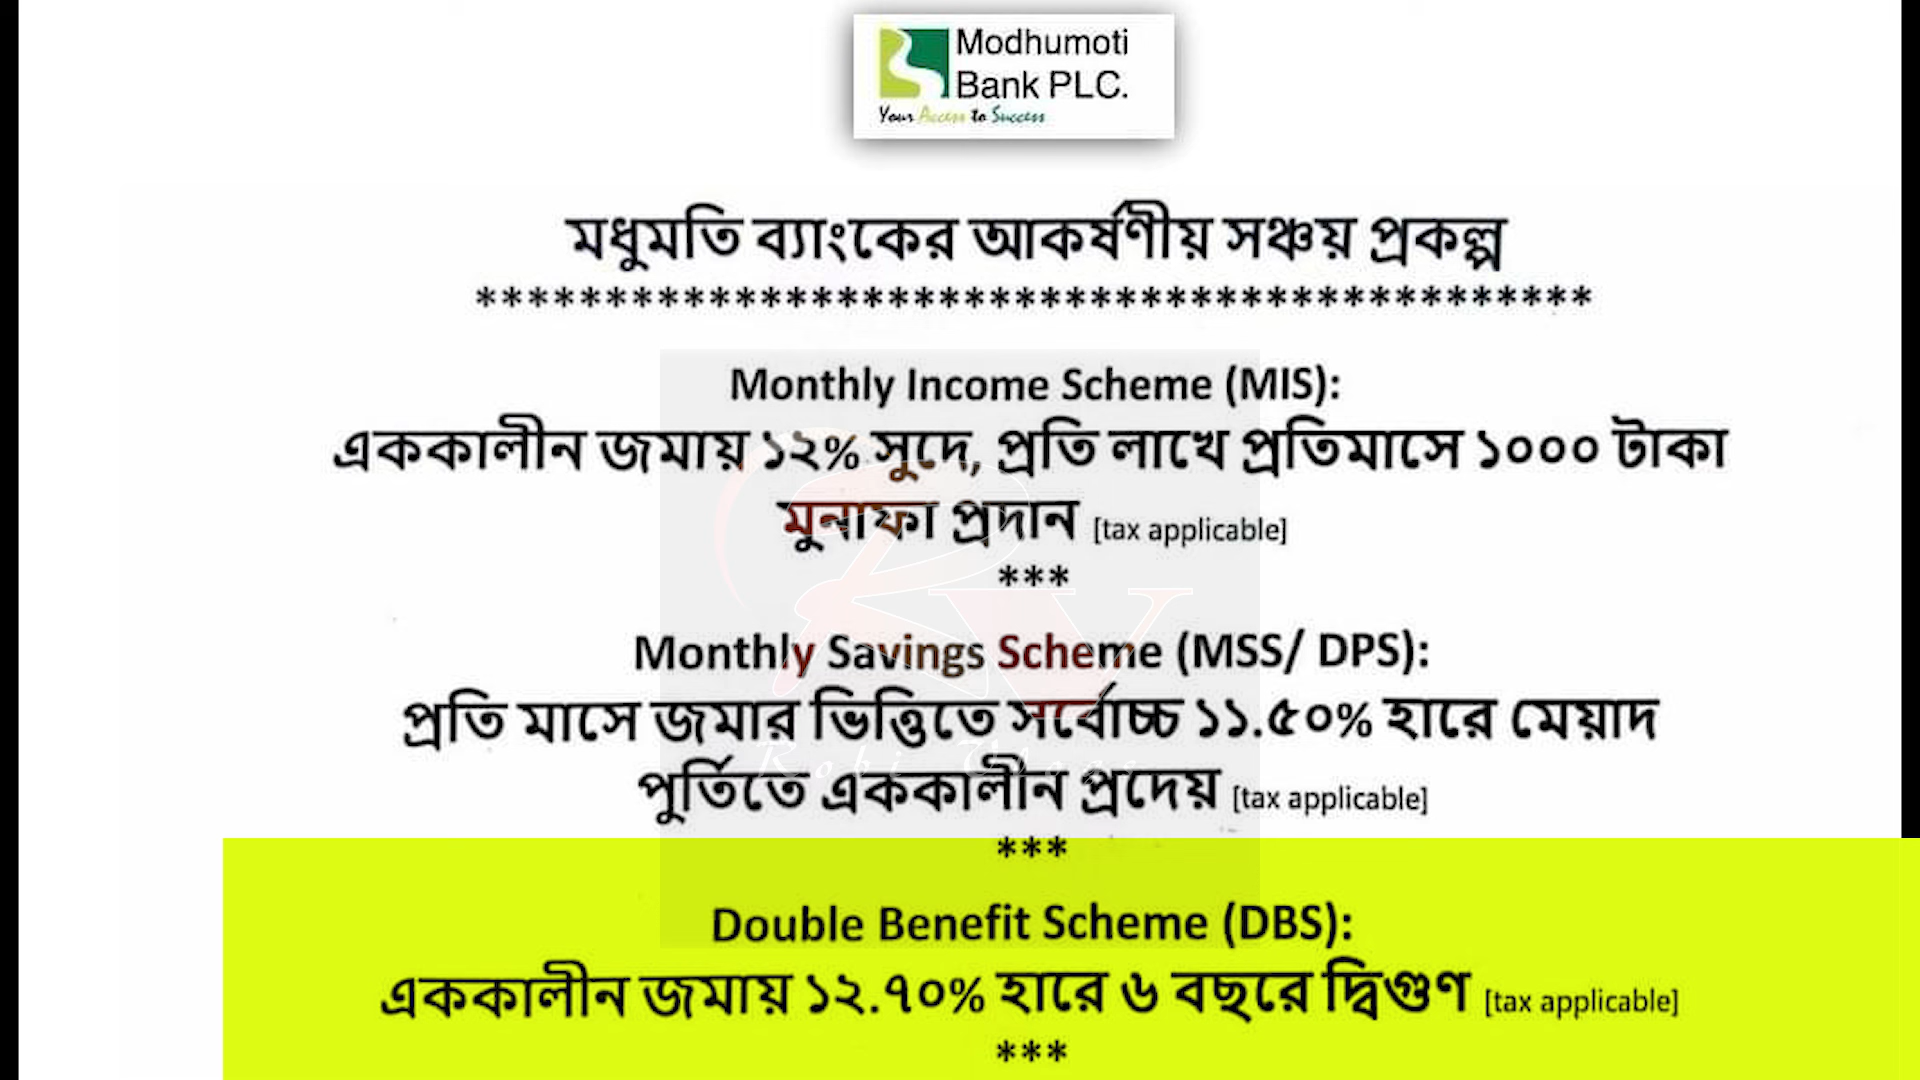 Modhumoti
Bank PLC.
Your Access to Success
মধুমতি ব্যাংকের আকর্ষণীয় সঞ্চয় প্রকল্প
*******************************************
Monthly Income Scheme (MIS):
এককালীন জমায় ১২% সুদে, প্রতি লাখে প্রতিমাসে ১০০০ টাকা
মুনাফা প্রদান [tax applicable]
***
Monthly Savings Scheme (MSS/ DPS):
প্রতি মাসে জমার ভিত্তিতে সর্বোচ্চ ১১.৫০% হারে মেয়াদ
পুর্তিতে এককালীন প্রদেয় [tax applicable]
***
Double Benefit Scheme (DBS):
এককালীন জমায় ১২.৭০% হারে ৬ বছরে দ্বিগুণ [tax applicable]
***